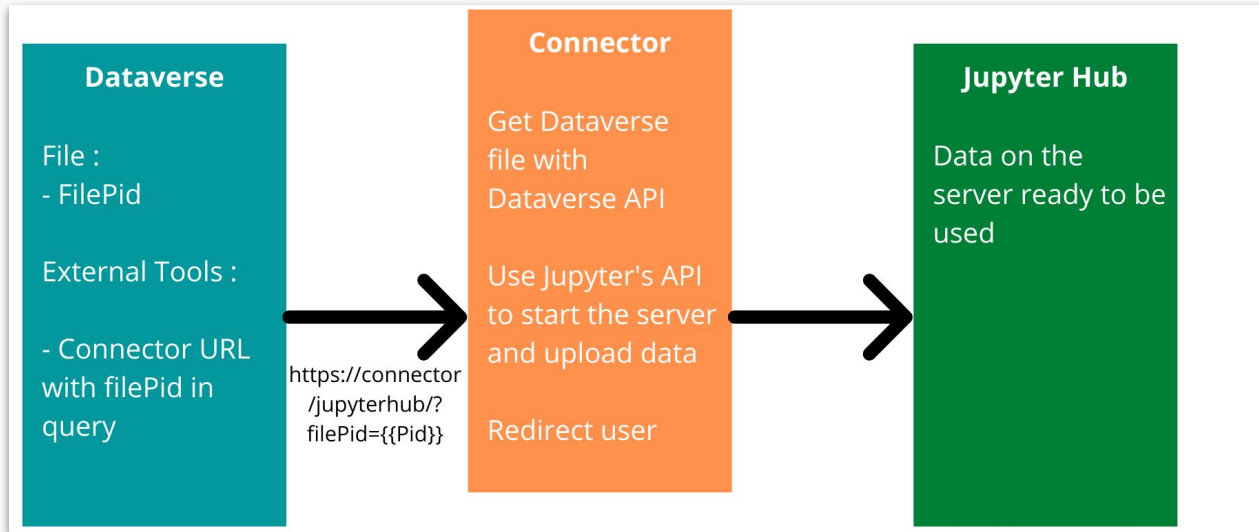 Dataverse
File :
- FilePid
External Tools :
- Connector URL
with filePid in
query
https://connector
/jupyterhub/?
filePid={{Pid}}
Connector
Get Dataverse
file with
Dataverse API
Use Jupyter's API
to start the server
and upload data
Redirect user
Jupyter Hub
Data on the
server ready to be
used